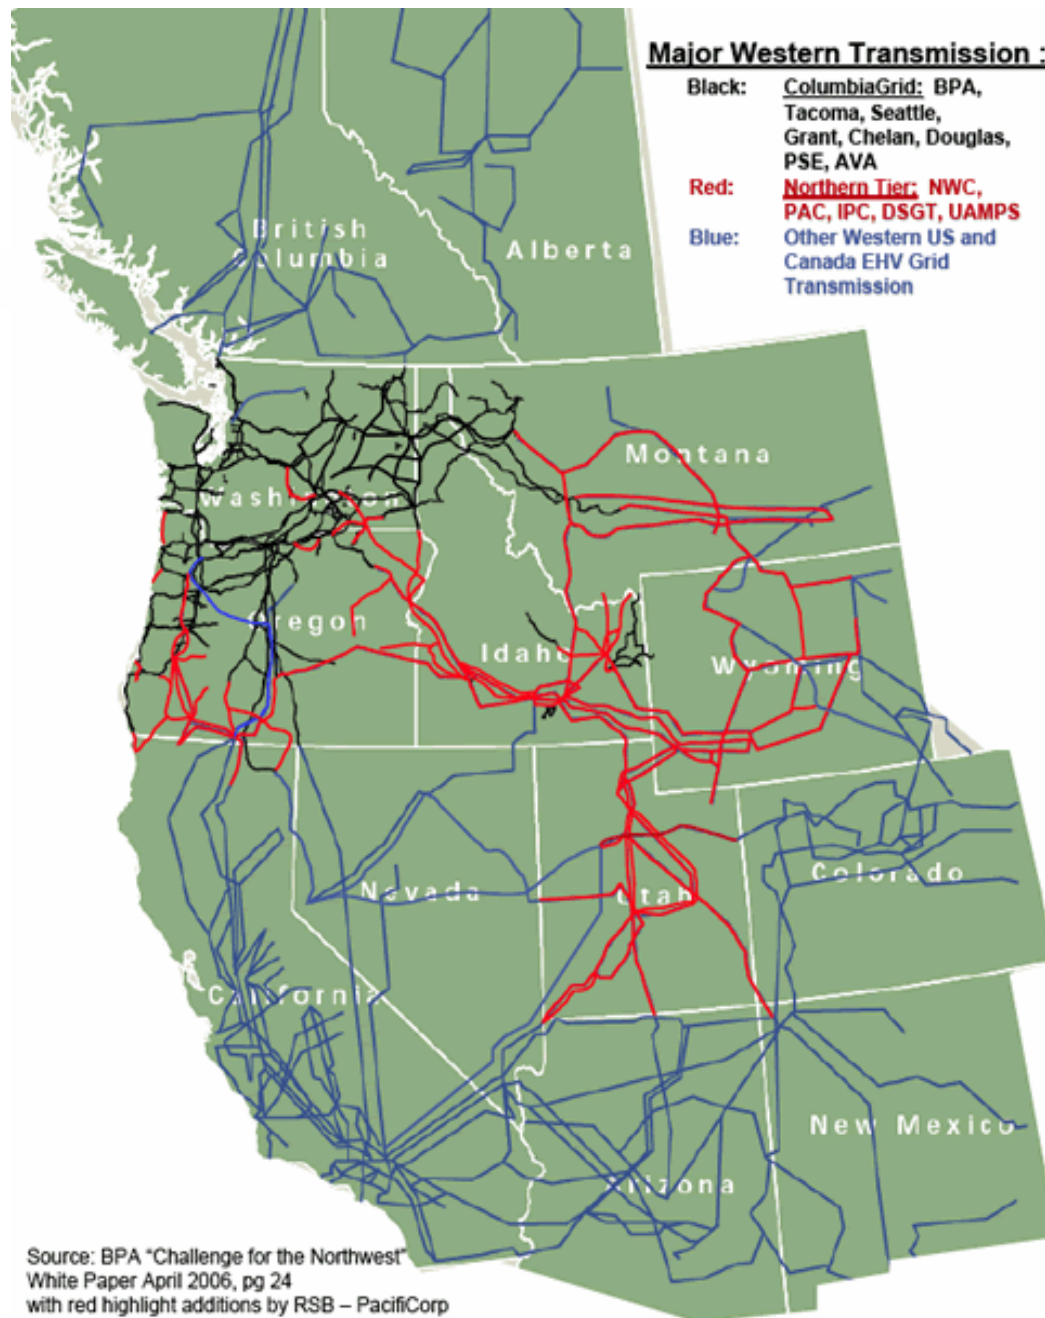 Major Western Transmission :
Black: ColumbiaGrid: BPA,
Tacoma, Seattle,
Grant, Chelan, Douglas,
PSE, AVA
Red: Northern Tier: NWC,
PAC, IPC, DSGT, UAMPS
Blue: Other Western US and
Canada EHV Grid
Transmission
British
Columbia
Alberta
Montana
Washington
Oregon
Idaho
Wyoming
Nevada
Utah
Colorado
California
New Mexico
Arizona
Source: BPA “Challenge for the Northwest”
White Paper April 2006, pg 24
with red highlight additions by RSB – PacifiCorp